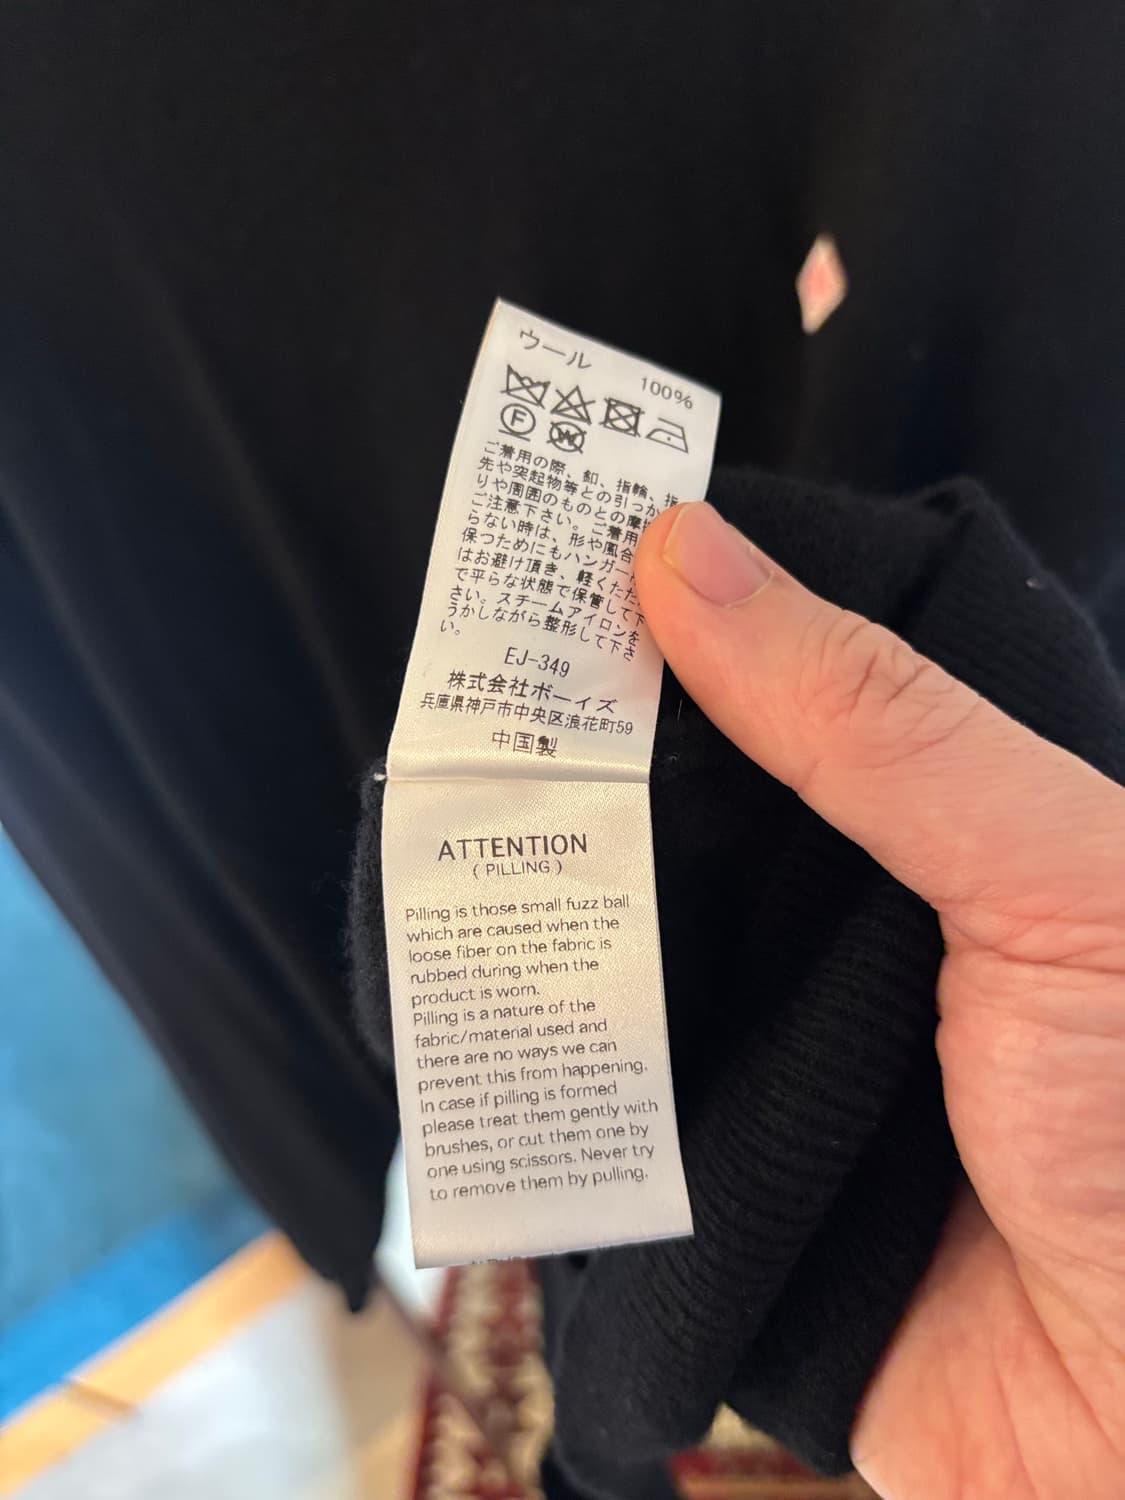 ウール 100%
F W
ご着用の際、釦、指輪、指
先や突起物等との引っか
りや周囲のものとの摩
ご注意下さい。ご着用
らない時は、形や風合
保つためにもハンガー
はお避け頂き、軽くただ
で平らな状態で保管して下
さい。スチームアイロンを
うかしながら整形して下さ
い。
EJ-349
株式会社ボーイズ
兵庫県神戸市中央区浪花町59
中国製
ATTENTION
( PILLING )
Pilling is those small fuzz ball
which are caused when the
loose fiber on the fabric is
rubbed during when the
product is worn.
Pilling is a nature of the
fabric/material used and
there are no ways we can
prevent this from happening.
In case if pilling is formed
please treat them gently with
brushes, or cut them one by
one using scissors. Never try
to remove them by pulling.